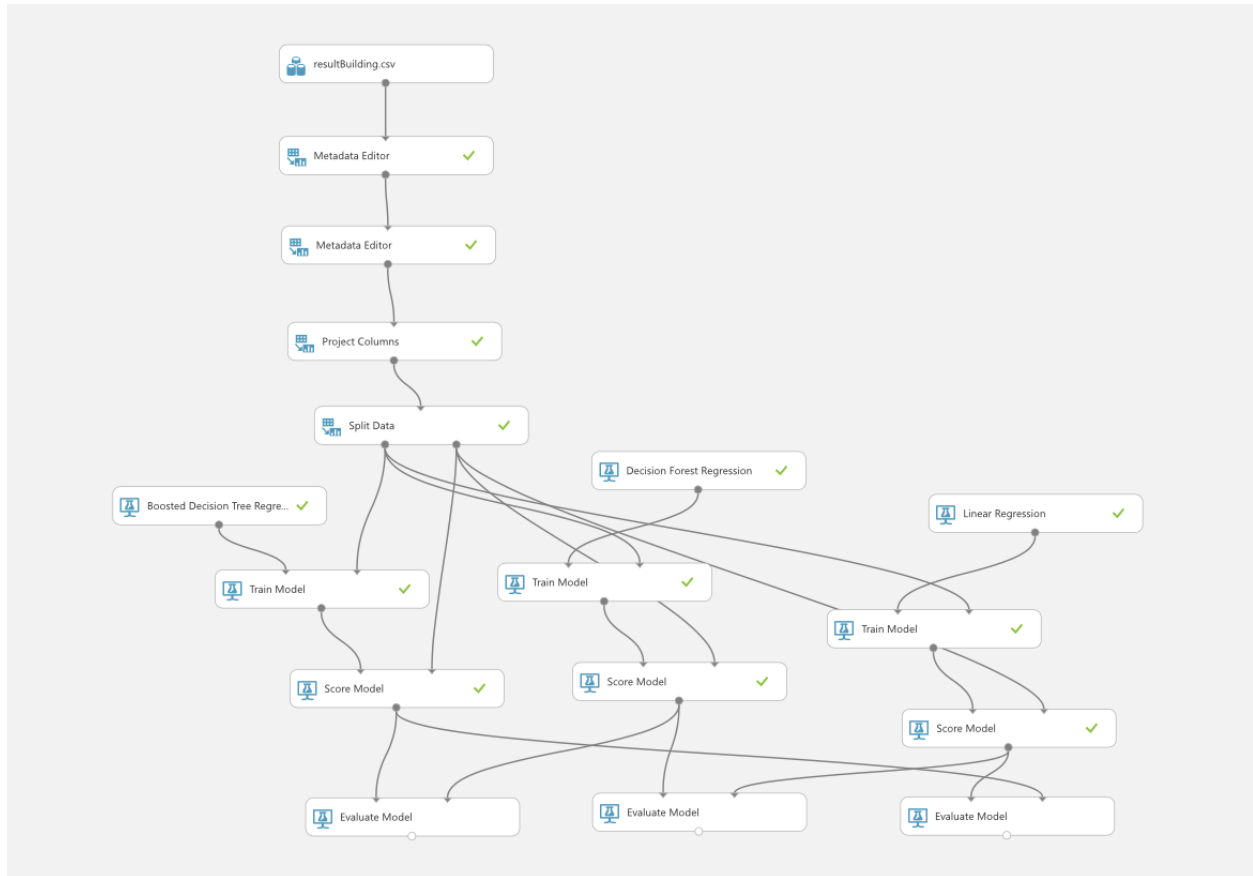 resultBuilding.csv
Metadata Editor
Metadata Editor
Project Columns
Split Data
Decision Forest Regression
Boosted Decision Tree Regre...
Linear Regression
Train Model
Train Model
Train Model
Score Model
Score Model
Score Model
Evaluate Model
Evaluate Model
Evaluate Model